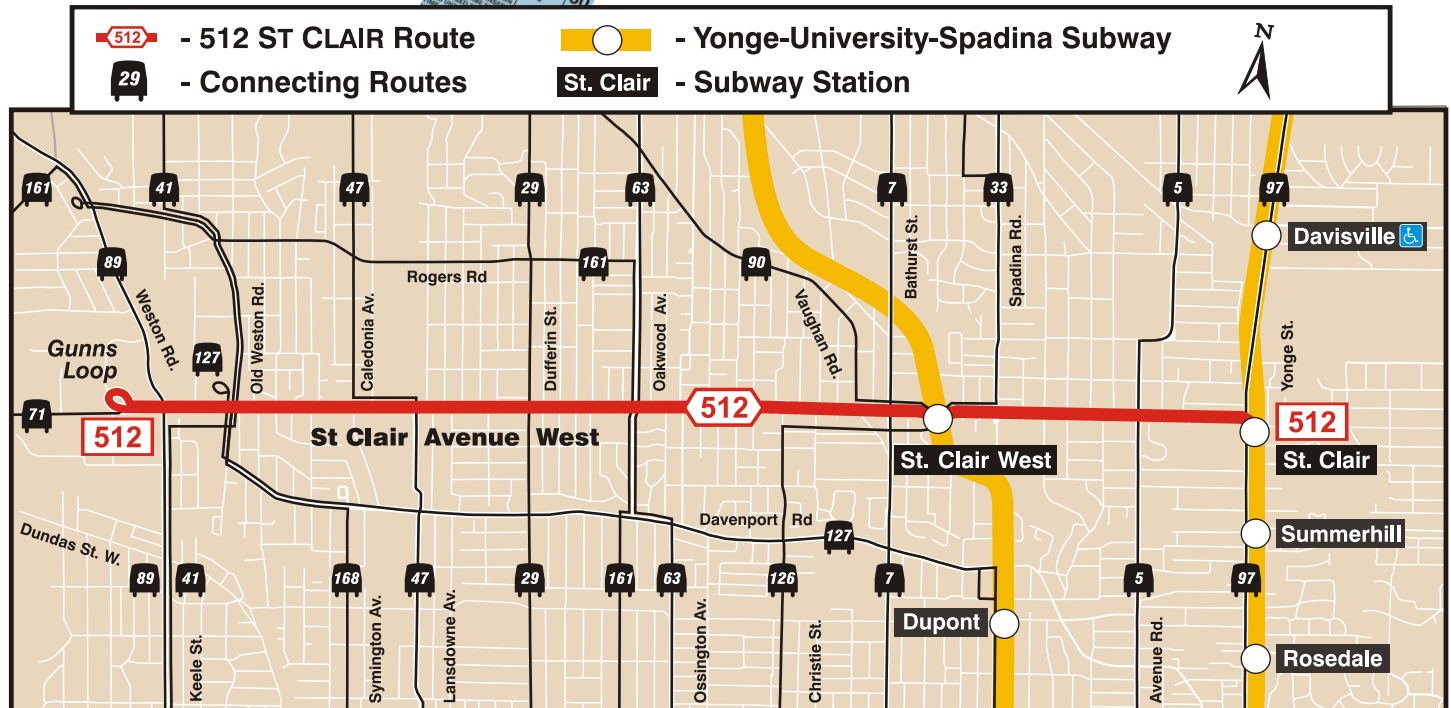 512 - 512 ST CLAIR Route
- Yonge-University-Spadina Subway
29 - Connecting Routes
St. Clair - Subway Station
N
161
41
47
29
63
7
33
5
97
Davisville
89
161
90
Rogers Rd
Weston Rd.
Old Weston Rd.
Caledonia Av.
Dufferin St.
Oakwood Av.
Vaughan Rd.
Bathurst St.
Spadina Rd.
Yonge St.
Gunns
Loop
127
71
512
512
512
St Clair Avenue West
St. Clair West
St. Clair
Dundas St. W.
Davenport Rd
127
Summerhill
89
41
168
47
29
161
63
126
7
5
97
Dupont
Rosedale
Keele St.
Symington Av.
Lansdowne Av.
Ossington Av.
Christie St.
Avenue Rd.